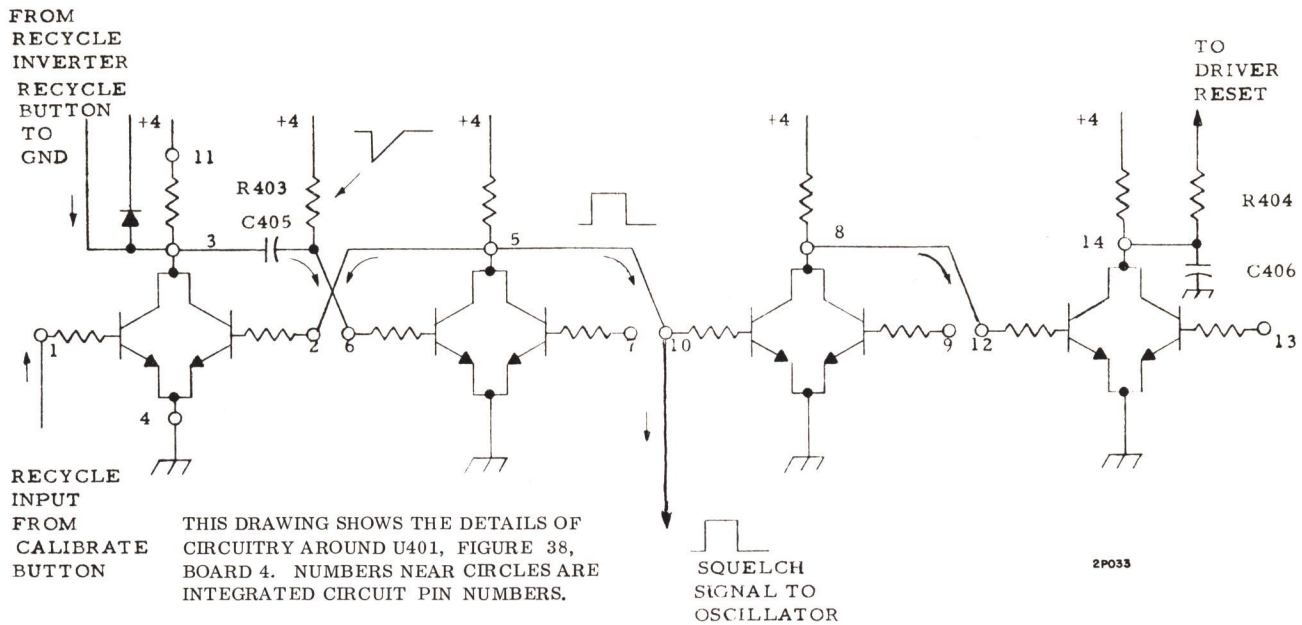 FROM
RECYCLE
INVERTER
RECYCLE
BUTTON
TO
GND
+4
11
+4
+4
+4
+4
TO
DRIVER
RESET
R403
C405
R404
C406
3
5
8
14
1
2
6
7
10
9
12
13
4
RECYCLE
INPUT
FROM
CALIBRATE
BUTTON
THIS DRAWING SHOWS THE DETAILS OF
CIRCUITRY AROUND U401, FIGURE 38,
BOARD 4. NUMBERS NEAR CIRCLES ARE
INTEGRATED CIRCUIT PIN NUMBERS.
SQUELCH
SIGNAL TO
OSCILLATOR
2P033